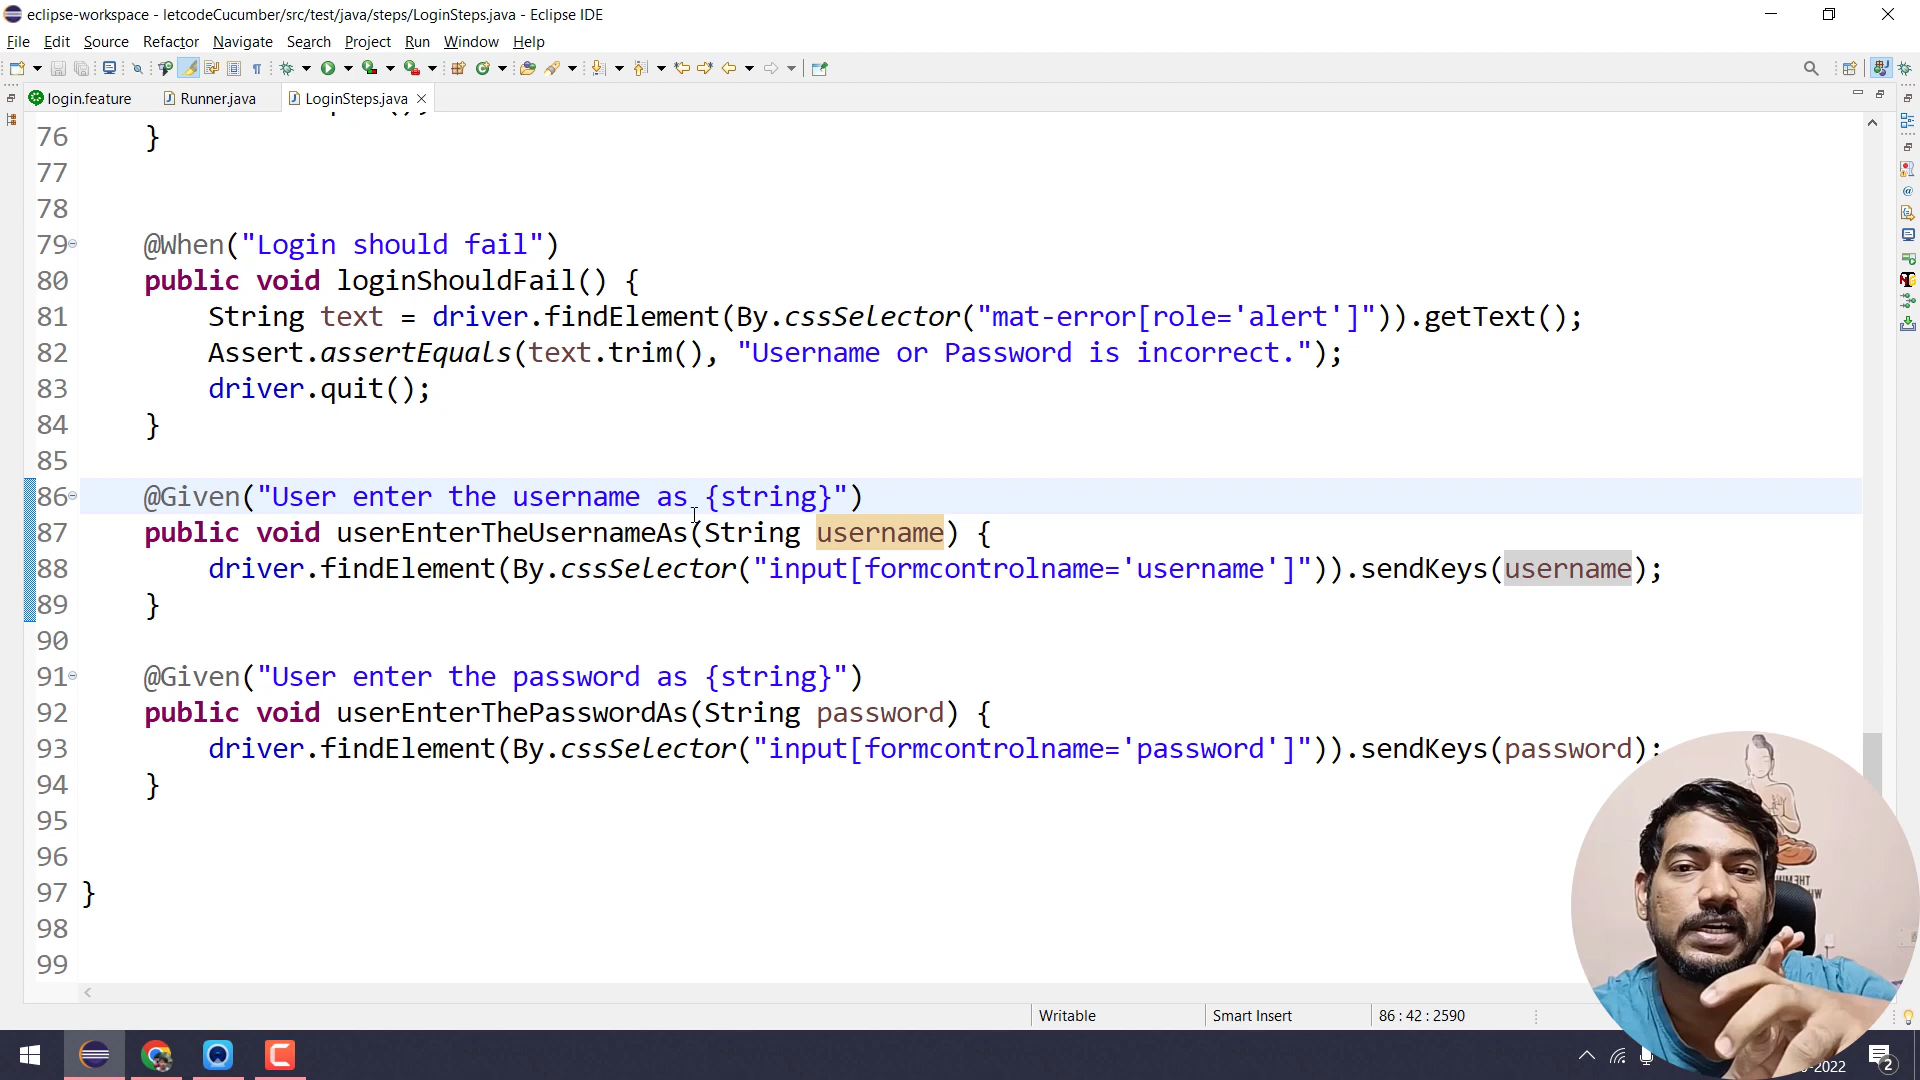 eclipse-workspace - letcodeCucumber/src/test/java/steps/LoginSteps.java - Eclipse IDE
File Edit Source Refactor Navigate Search Project Run Window Help
login.feature Runner.java LoginSteps.java
76 }
77
78
79 @When("Login should fail")
80 public void loginShouldFail() {
81 String text = driver.findElement(By.cssSelector("mat-error[role='alert']")).getText();
82 Assert.assertEquals(text.trim(), "Username or Password is incorrect.");
83 driver.quit();
84 }
85
86 @Given("User enter the username as {string}")
87 public void userEnterTheUsernameAs(String username) {
88 driver.findElement(By.cssSelector("input[formcontrolname='username']")).sendKeys(username);
89 }
90
91 @Given("User enter the password as {string}")
92 public void userEnterThePasswordAs(String password) {
93 driver.findElement(By.cssSelector("input[formcontrolname='password']")).sendKeys(password);
94 }
95
96
97 }
98
99
Writable Smart Insert 86 : 42 : 2590
-2022 2